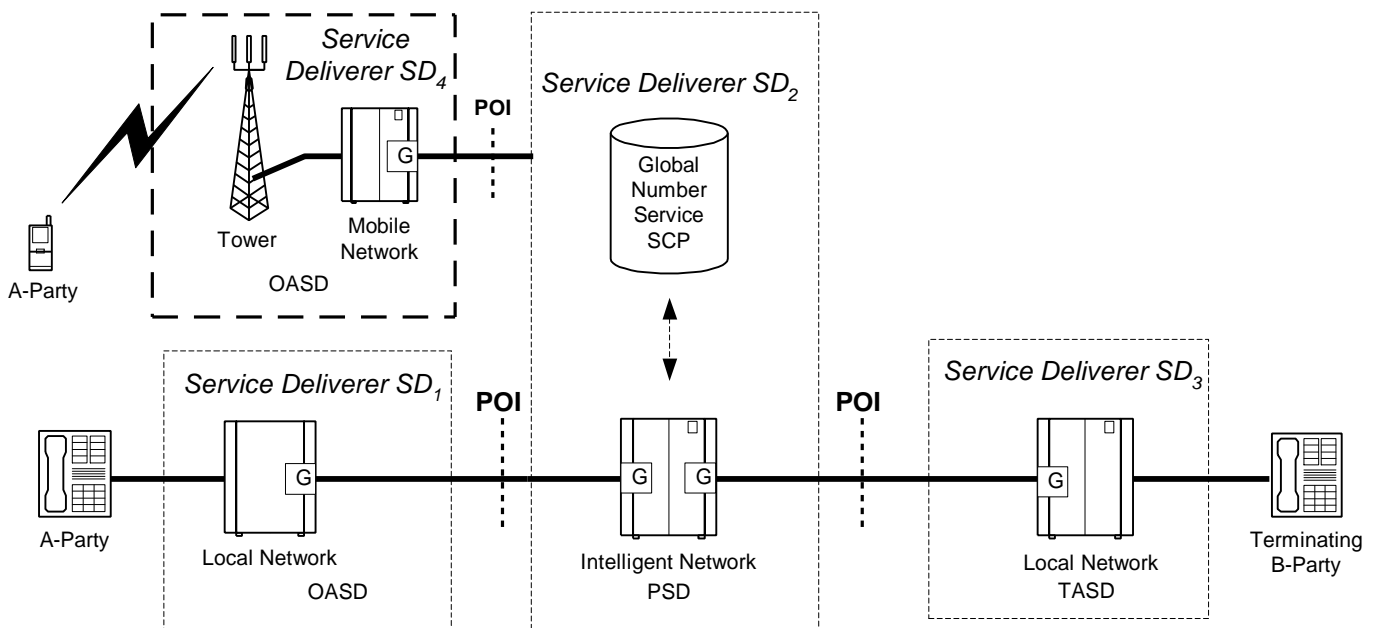 Service
Deliverer SD4
POI
G
Tower
Mobile
Network
OASD
A-Party
Service Deliverer SD2
Global
Number
Service
SCP
Service Deliverer SD1
POI
G
A-Party
Local Network
OASD
G
G
Intelligent Network
PSD
POI
Service Deliverer SD3
G
Local Network
TASD
Terminating
B-Party